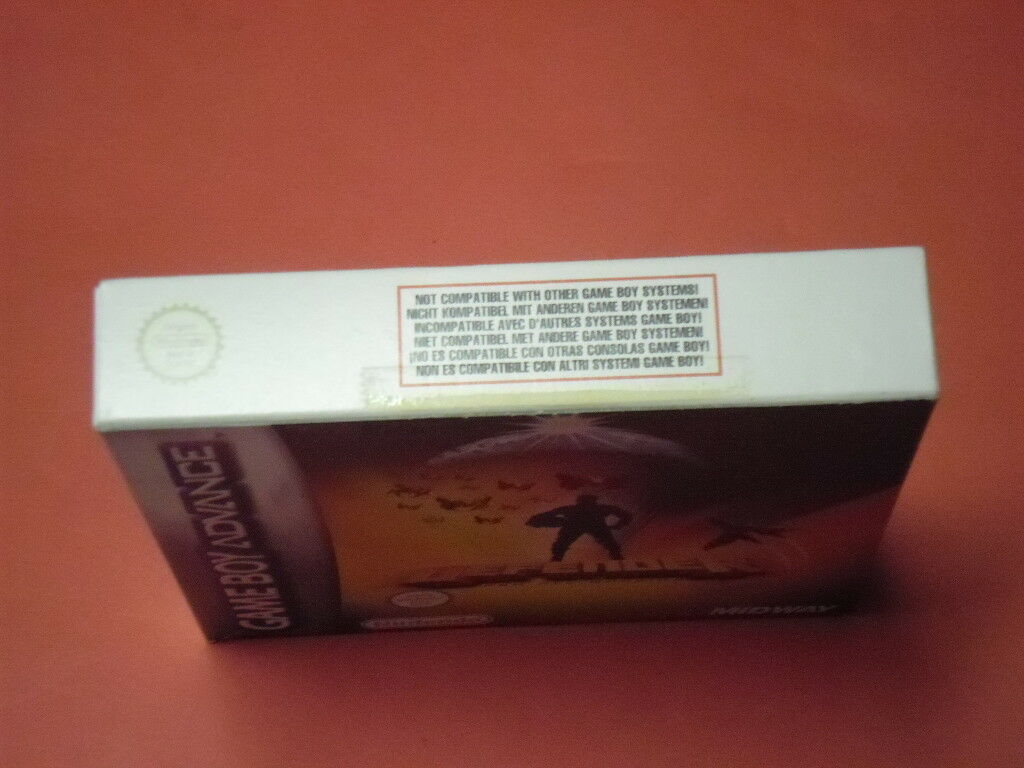 NOT COMPATIBLE WITH OTHER GAME BOY SYSTEMS!
NICHT KOMPATIBEL MIT ANDEREN GAME BOY SYSTEMEN!
INCOMPATIBLE AVEC D'AUTRES SYSTEMS GAME BOY!
NIET COMPATIBEL MET ANDERE GAME BOY SYSTEMEN!
¡NO ES COMPATIBLE CON OTRAS CONSOLAS GAME BOY!
NON ES COMPATIBILE CON ALTRI SYSTEMI GAME BOY!
GAME BOY ADVANCE
DEFENDER
MIDWAY